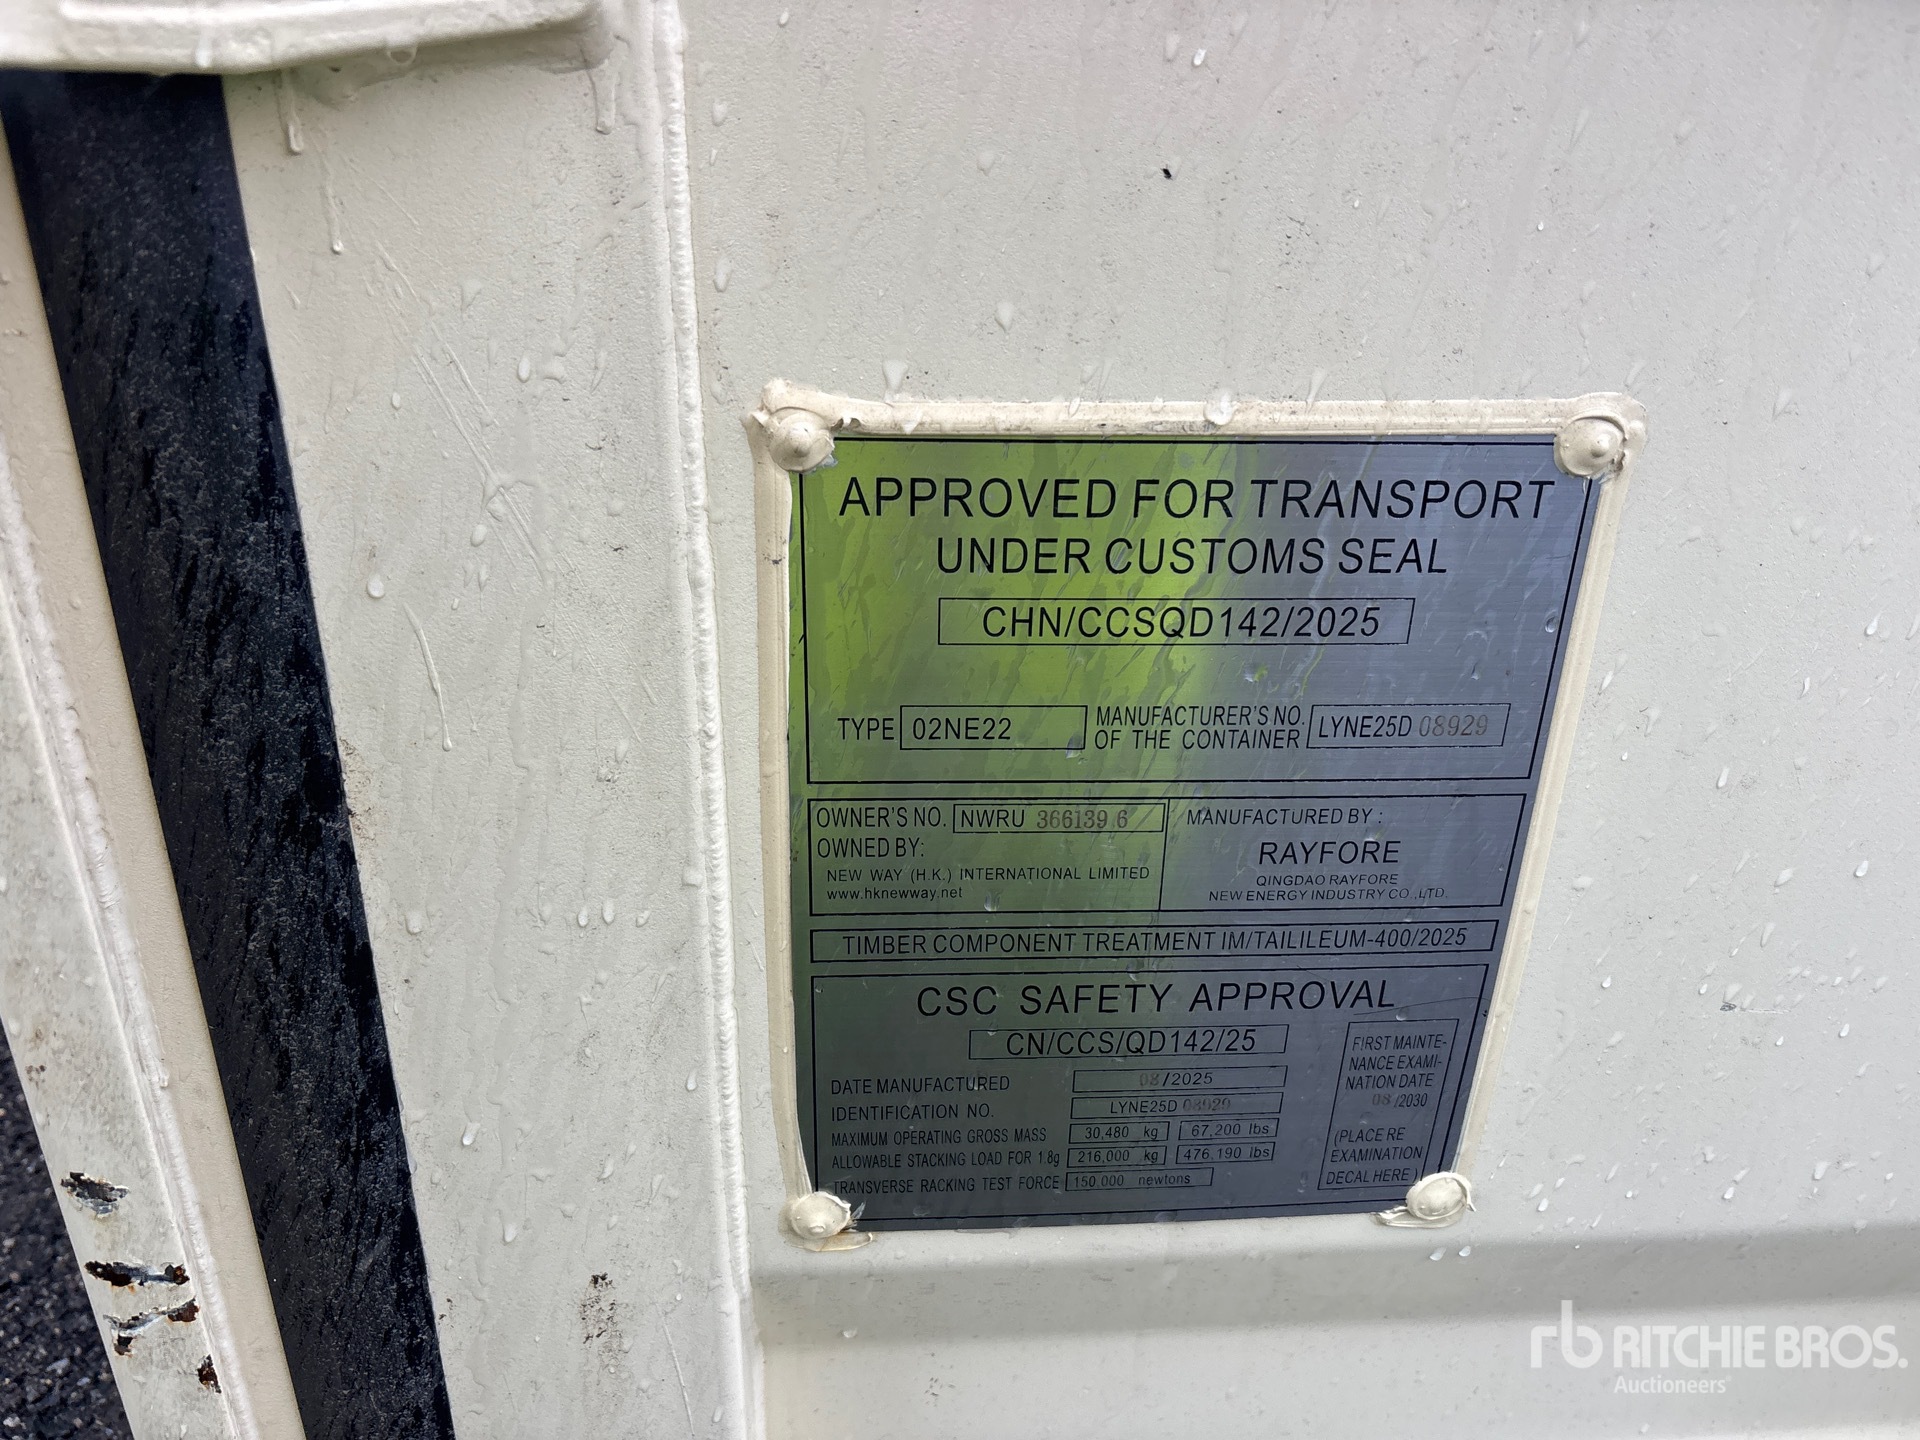 APPROVED FOR TRANSPORT
UNDER CUSTOMS SEAL
CHN/CCSQD142/2025
TYPE 02NE22 MANUFACTURER'S NO. OF THE CONTAINER LYNE25D 08929
OWNER'S NO. NWRU 366139 6
OWNED BY:
NEW WAY (H.K.) INTERNATIONAL LIMITED
www.hknewway.net
MANUFACTURED BY :
RAYFORE
QINGDAO RAYFORE
NEW ENERGY INDUSTRY CO.,LTD.
TIMBER COMPONENT TREATMENT IM/TAILILEUM-400/2025
CSC SAFETY APPROVAL
CN/CCS/QD142/25
DATE MANUFACTURED 08/2025
IDENTIFICATION NO. LYNE25D 08929
MAXIMUM OPERATING GROSS MASS 30,480 kg 67,200 lbs
ALLOWABLE STACKING LOAD FOR 1.8g 216,000 kg 476,190 lbs
TRANSVERSE RACKING TEST FORCE 150,000 newtons
FIRST MAINTE-
NANCE EXAMI-
NATION DATE
08/2030
(PLACE RE
EXAMINATION
DECAL HERE)
rb RITCHIE BROS.
Auctioneers